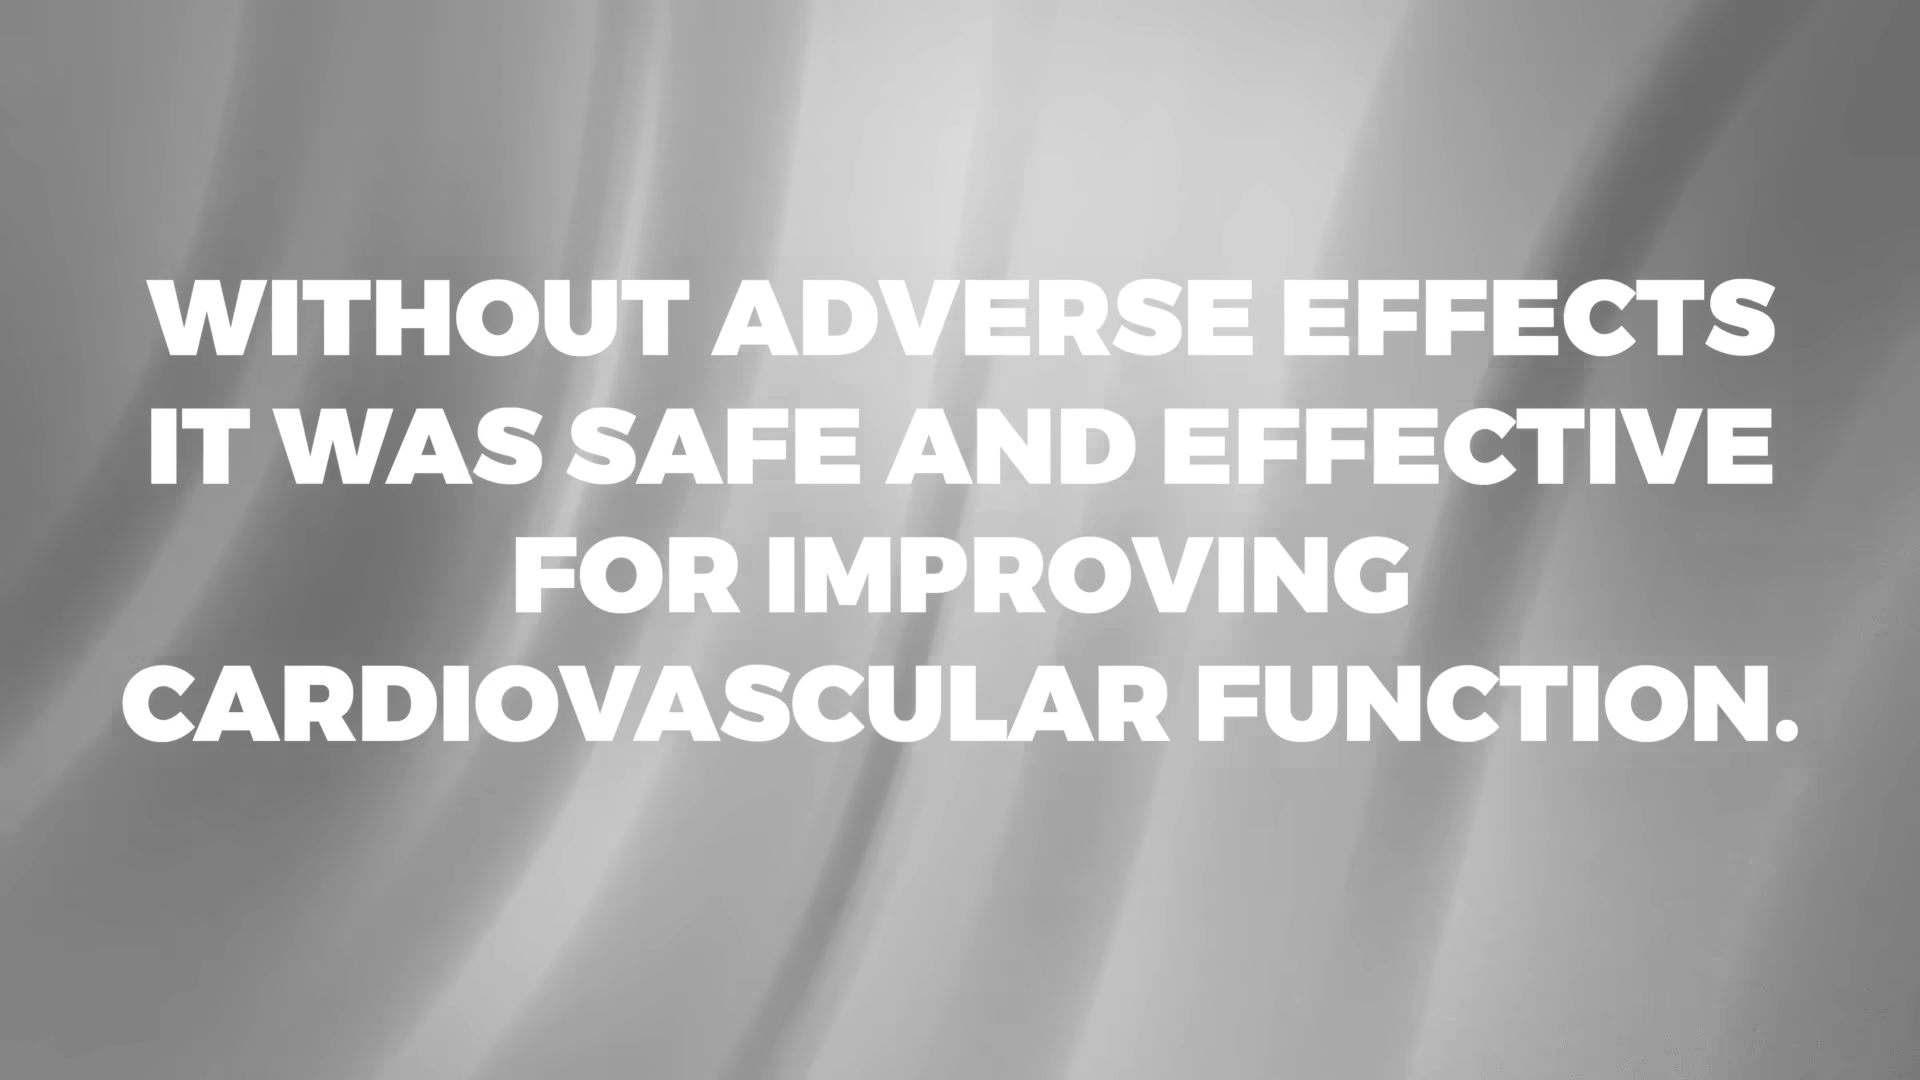 WITHOUT ADVERSE EFFECTS
IT WAS SAFE AND EFFECTIVE
FOR IMPROVING
CARDIOVASCULAR FUNCTION.